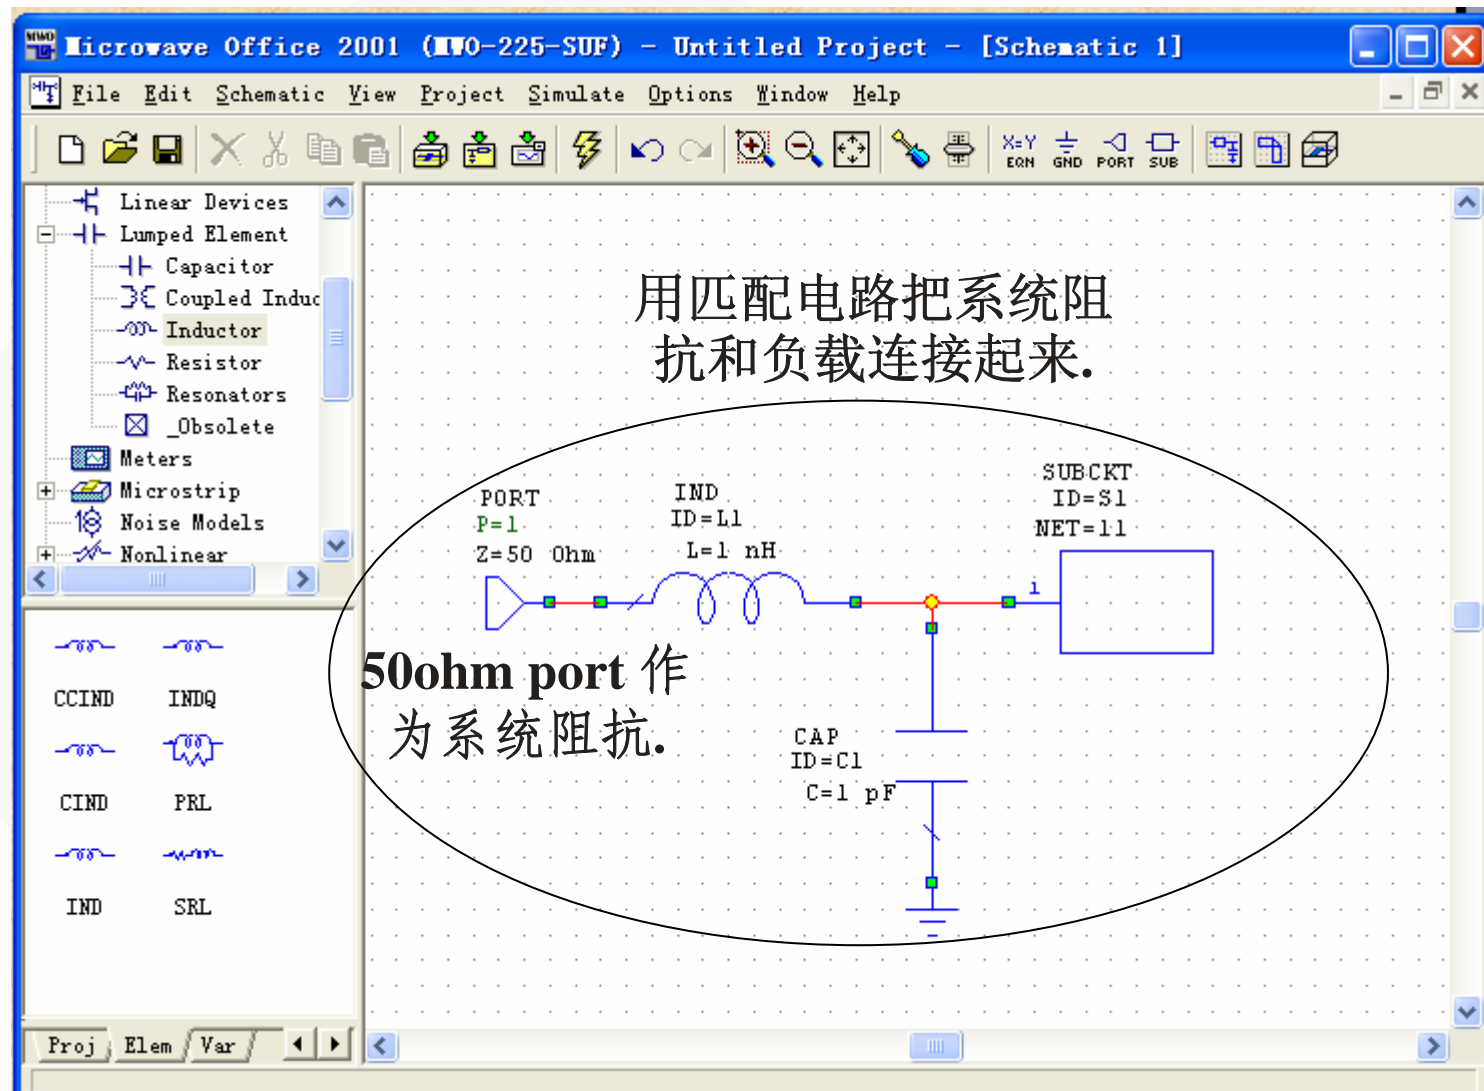 Microwave Office 2001 (MWO-225-SUF) - Untitled Project - [Schematic 1]
File Edit Schematic View Project Simulate Options Window Help
X=Y EQN GND PORT SUB
Linear Devices
Lumped Element
Capacitor
Coupled Induc
Inductor
Resistor
Resonators
_Obsolete
Meters
Microstrip
Noise Models
Nonlinear
CCIND INDQ
CIND PRL
IND SRL
Proj Elem Var
用匹配电路把系统阻
抗和负载连接起来.
PORT
P=1
Z=50 Ohm
IND
ID=L1
L=1 nH
SUBCKT
ID=S1
NET=11
1
50ohm port 作
为系统阻抗.
CAP
ID=C1
C=1 pF